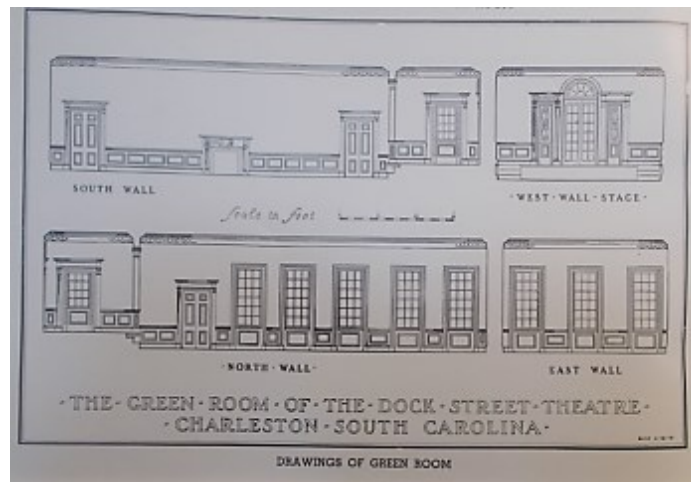 SOUTH WALL
·WEST·WALL·STAGE·
Scale in feet
·NORTH·WALL·
EAST WALL
·THE·GREEN·ROOM·OF·THE·DOCK·STREET·THEATRE·
·CHARLESTON·SOUTH CAROLINA·
DRAWINGS OF GREEN ROOM